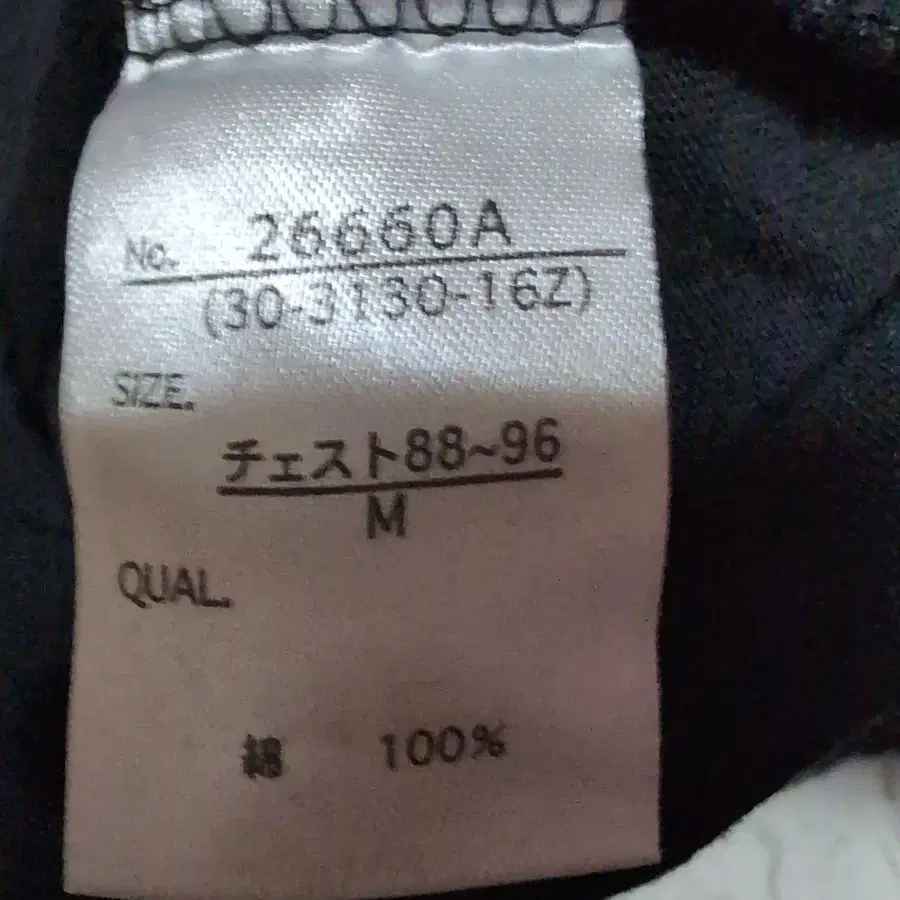 No. 26660A
(30-3130-16Z)
SIZE.
チェスト88~96
M
QUAL.
綿 100%